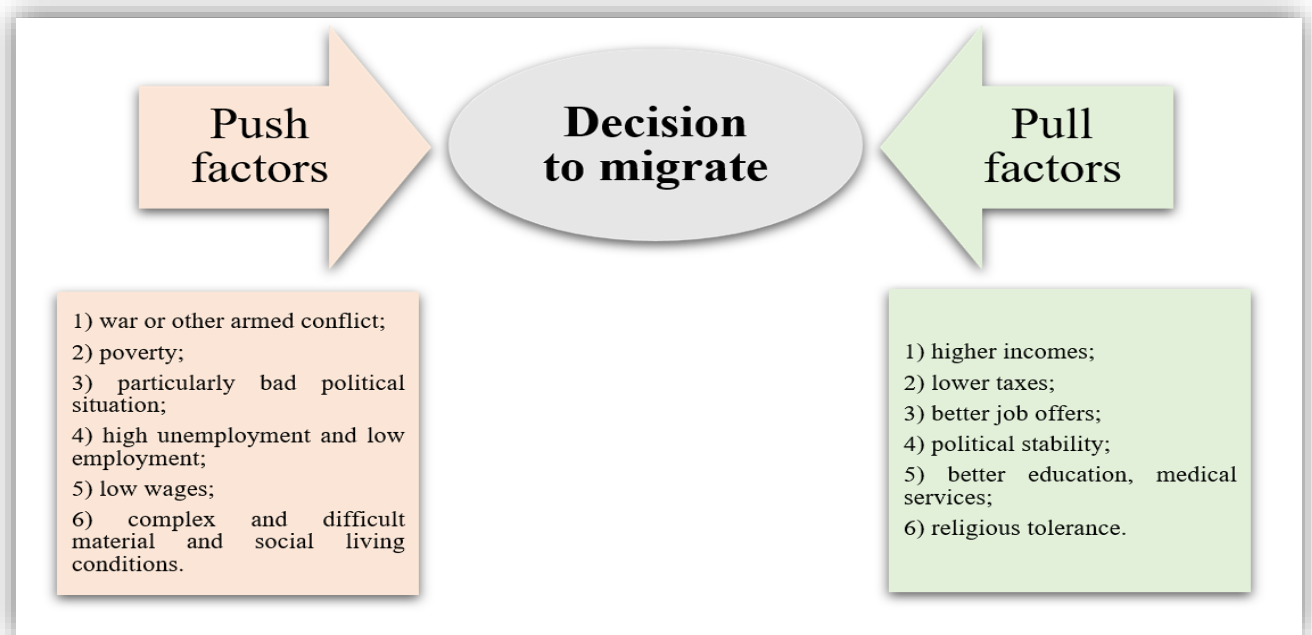 Push
factors
Decision
to migrate
Pull
factors
1) war or other armed conflict;
2) poverty;
3) particularly bad political
situation;
4) high unemployment and low
employment;
5) low wages;
6) complex and difficult
material and social living
conditions.
1) higher incomes;
2) lower taxes;
3) better job offers;
4) political stability;
5) better education, medical
services;
6) religious tolerance.